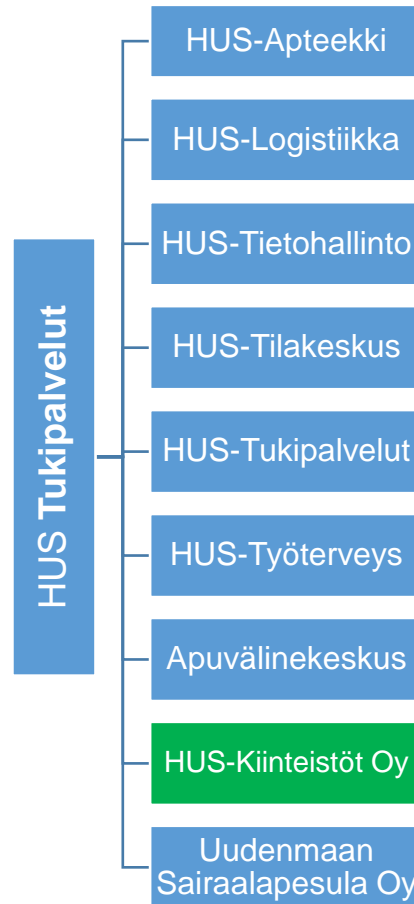 HUS Tukipalvelut
HUS-Apteekki
HUS-Logistiikka
HUS-Tietohallinto
HUS-Tilakeskus
HUS-Tukipalvelut
HUS-Työterveys
Apuvälinekeskus
HUS-Kiinteistöt Oy
Uudenmaan
Sairaalapesula Oy